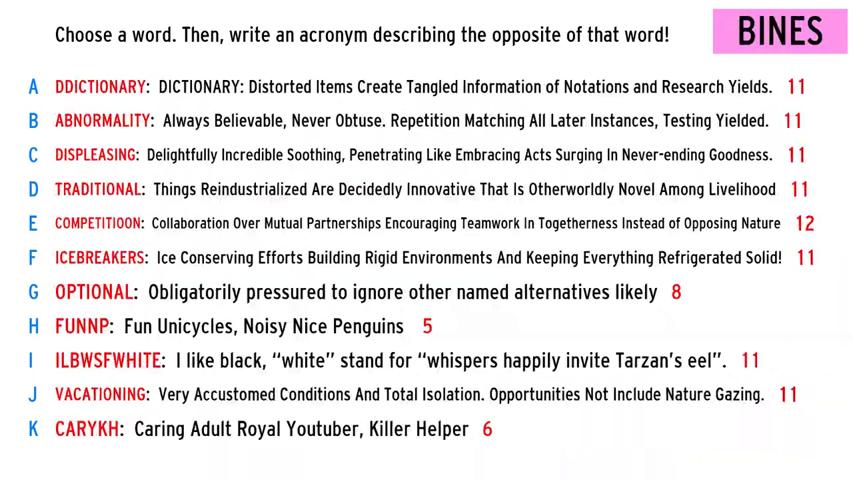 Choose a word. Then, write an acronym describing the opposite of that word!
BINES
A DDICTIONARY: DICTIONARY: Distorted Items Create Tangled Information of Notations and Research Yields. 11
B ABNORMALITY: Always Believable, Never Obtuse. Repetition Matching All Later Instances, Testing Yielded. 11
C DISPLEASING: Delightfully Incredible Soothing, Penetrating Like Embracing Acts Surging In Never-ending Goodness. 11
D TRADITIONAL: Things Reindustrialized Are Decidedly Innovative That Is Otherworldly Novel Among Livelihood 11
E COMPETITIOON: Collaboration Over Mutual Partnerships Encouraging Teamwork In Togetherness Instead of Opposing Nature 12
F ICEBREAKERS: Ice Conserving Efforts Building Rigid Environments And Keeping Everything Refrigerated Solid! 11
G OPTIONAL: Obligatorily pressured to ignore other named alternatives likely 8
H FUNNP: Fun Unicycles, Noisy Nice Penguins 5
I ILBWSFWHITE: I like black, “white” stand for “whispers happily invite Tarzan’s eel”. 11
J VACATIONING: Very Accustomed Conditions And Total Isolation. Opportunities Not Include Nature Gazing. 11
K CARYKH: Caring Adult Royal Youtuber, Killer Helper 6